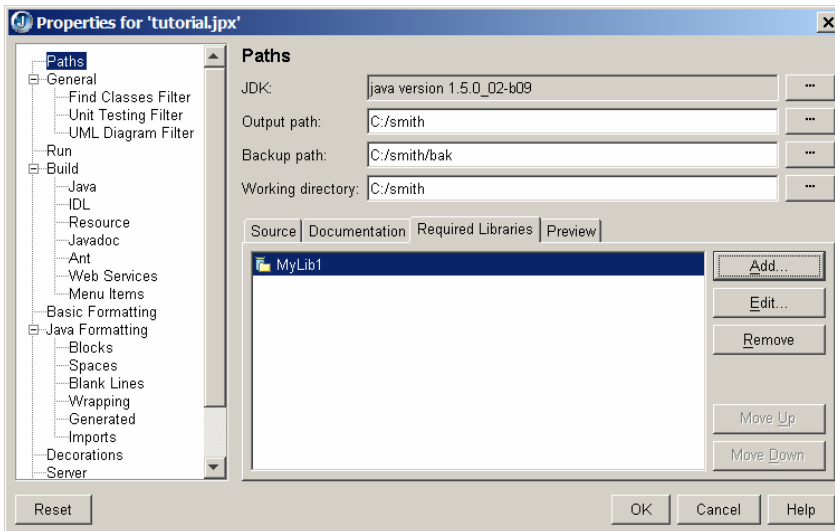 Properties for 'tutorial.jpx'
Paths
General
Find Classes Filter
Unit Testing Filter
UML Diagram Filter
Run
Build
Java
IDL
Resource
Javadoc
Ant
Web Services
Menu Items
Basic Formatting
Java Formatting
Blocks
Spaces
Blank Lines
Wrapping
Generated
Imports
Decorations
Server
Paths
JDK: java version 1.5.0_02-b09 ...
Output path: C:/smith ...
Backup path: C:/smith/bak ...
Working directory: C:/smith ...
Source Documentation Required Libraries Preview
MyLib1
Add...
Edit...
Remove
Move Up
Move Down
Reset OK Cancel Help